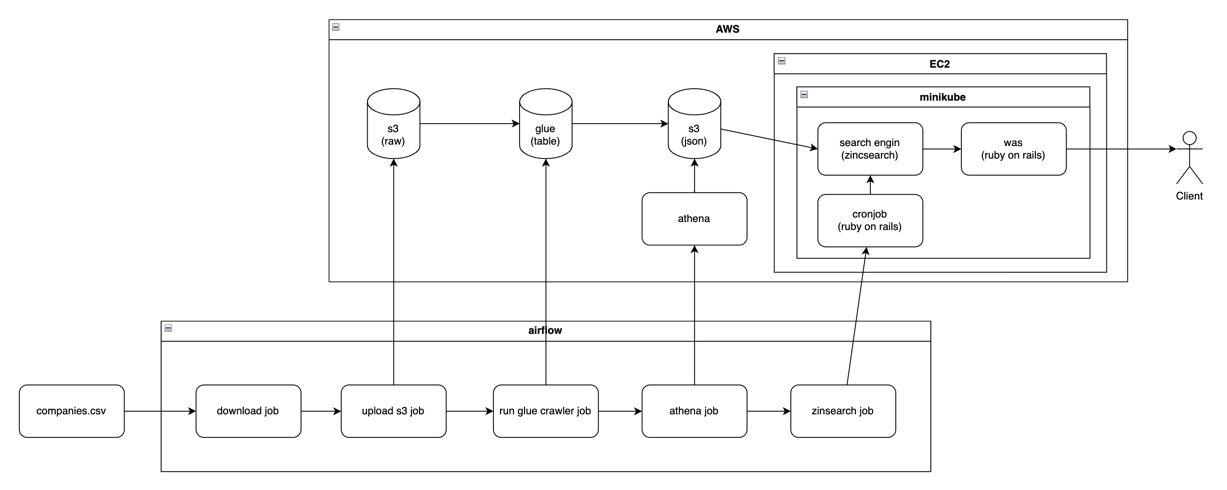 AWS
EC2
minikube
s3
(raw)
glue
(table)
s3
(json)
search engin
(zincsearch)
was
(ruby on rails)
Client
athena
cronjob
(ruby on rails)
airflow
companies.csv
download job
upload s3 job
run glue crawler job
athena job
zinsearch job